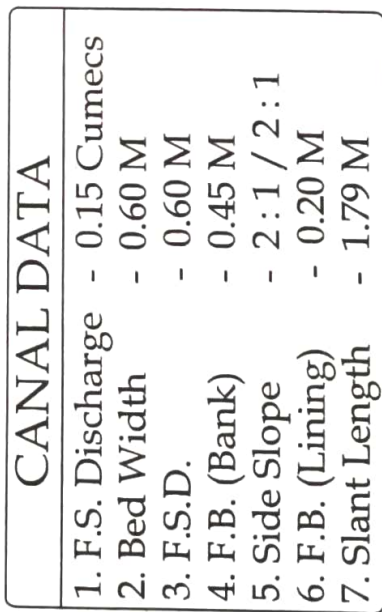 CANAL DATA
1. F.S. Discharge - 0.15 Cumecs
2. Bed Width - 0.60 M
3. F.S.D. - 0.60 M
4. F.B. (Bank) - 0.45 M
5. Side Slope - 2 : 1 / 2 : 1
6. F.B. (Lining) - 0.20 M
7. Slant Length - 1.79 M